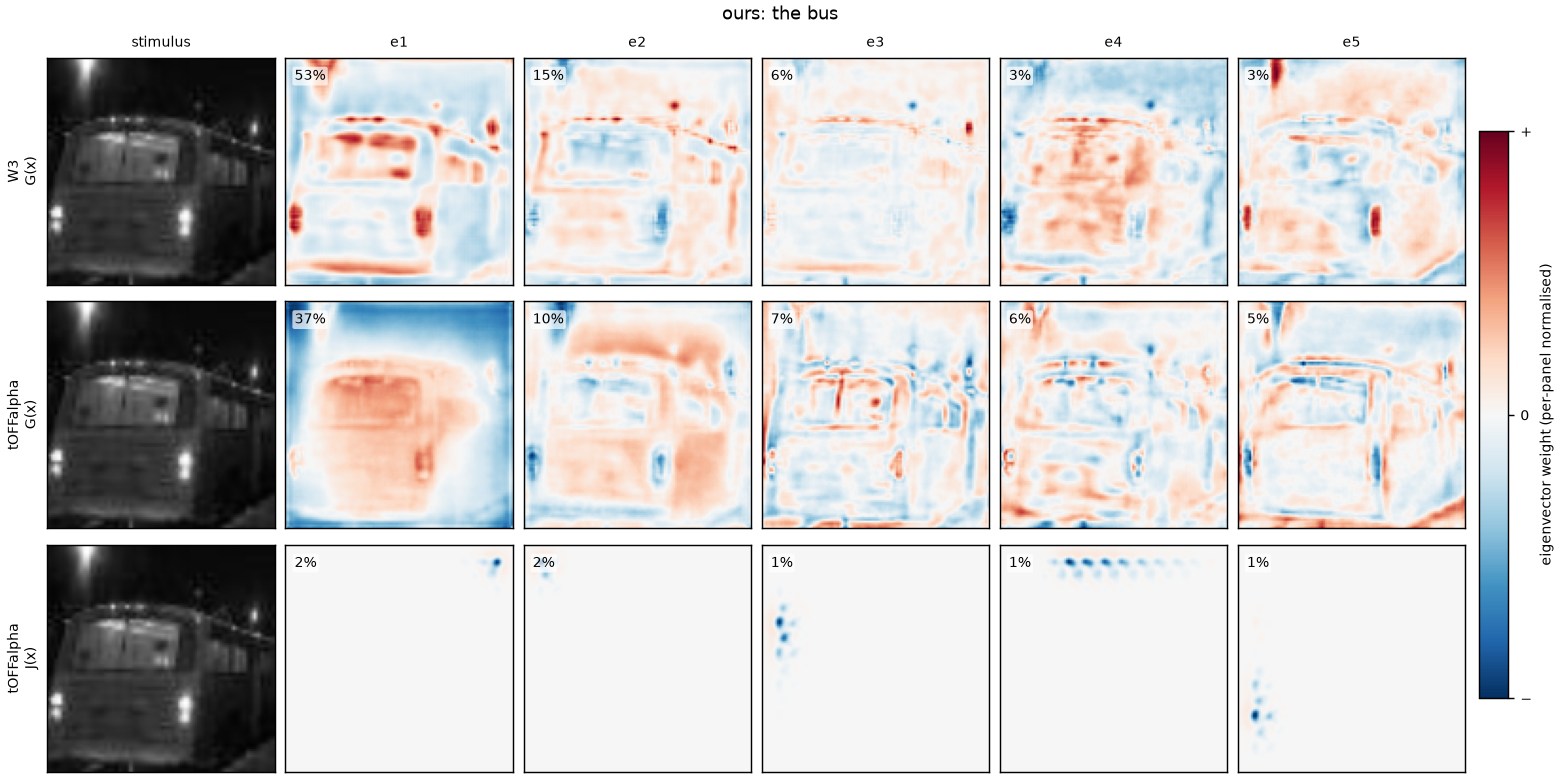 ours: the bus
stimulus e1 e2 e3 e4 e5
W3
G(x)
53% 15% 6% 3% 3%
tOFFalpha
G(x)
37% 10% 7% 6% 5%
tOFFalpha
J(x)
2% 2% 1% 1% 1%
+
0
−
eigenvector weight (per-panel normalised)